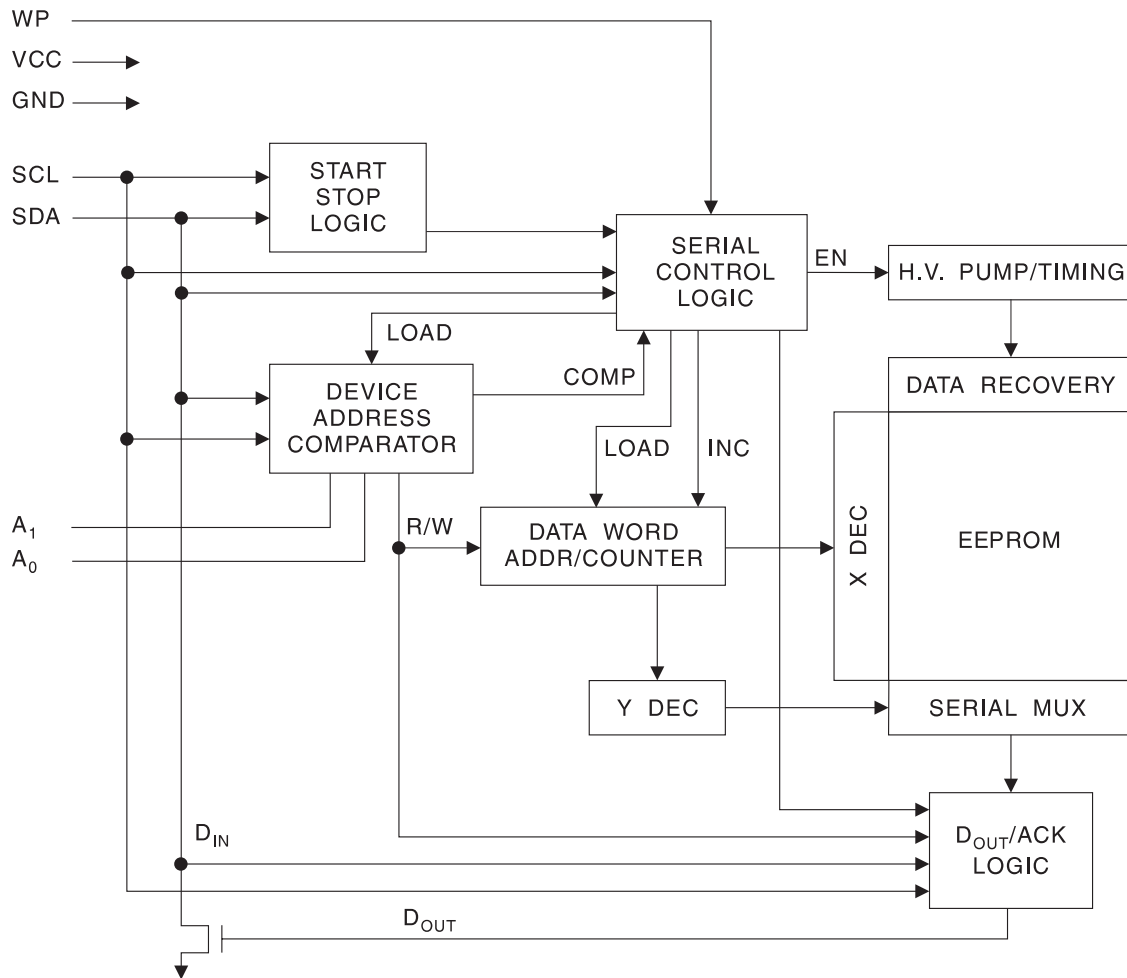 WP
VCC
GND
SCL
SDA
START
STOP
LOGIC
SERIAL
CONTROL
LOGIC
EN
H.V. PUMP/TIMING
LOAD
COMP
DEVICE
ADDRESS
COMPARATOR
DATA RECOVERY
LOAD
INC
A1
A0
R/W
DATA WORD
ADDR/COUNTER
X DEC
EEPROM
Y DEC
SERIAL MUX
DIN
DOUT/ACK
LOGIC
DOUT